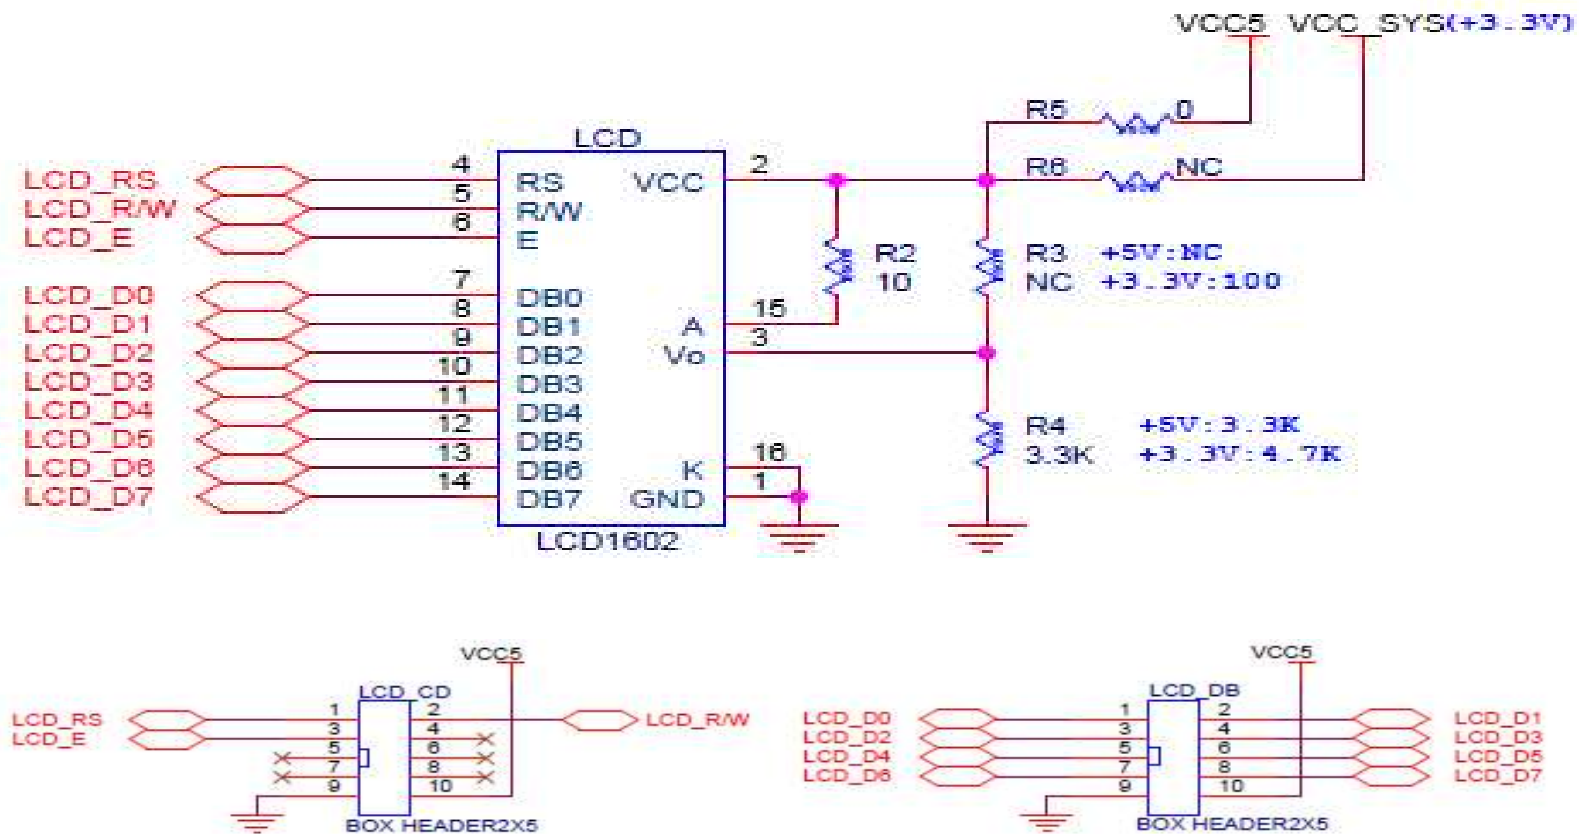 VCC5 VCC_SYS(+3.3V)
R5 0
LCD
LCD_RS 4 RS VCC 2 R6 NC
LCD_R/W 5 R/W
LCD_E 6 E
R2 R3 +5V:NC
10 NC +3.3V:100
LCD_D0 7 DB0
LCD_D1 8 DB1 A 15
LCD_D2 9 DB2 Vo 3
LCD_D3 10 DB3
LCD_D4 11 DB4
LCD_D5 12 DB5
R4 +5V:3.3K
3.3K +3.3V:4.7K
LCD_D6 13 DB6 K 16
LCD_D7 14 DB7 GND 1
LCD1602
VCC5
LCD_CD
LCD_RS 1 2 LCD_R/W
LCD_E 3 4
5 6
7 8
9 10
BOX HEADER2X5
VCC5
LCD_DB
LCD_D0 1 2 LCD_D1
LCD_D2 3 4 LCD_D3
LCD_D4 5 6 LCD_D5
LCD_D6 7 8 LCD_D7
9 10
BOX HEADER2X5